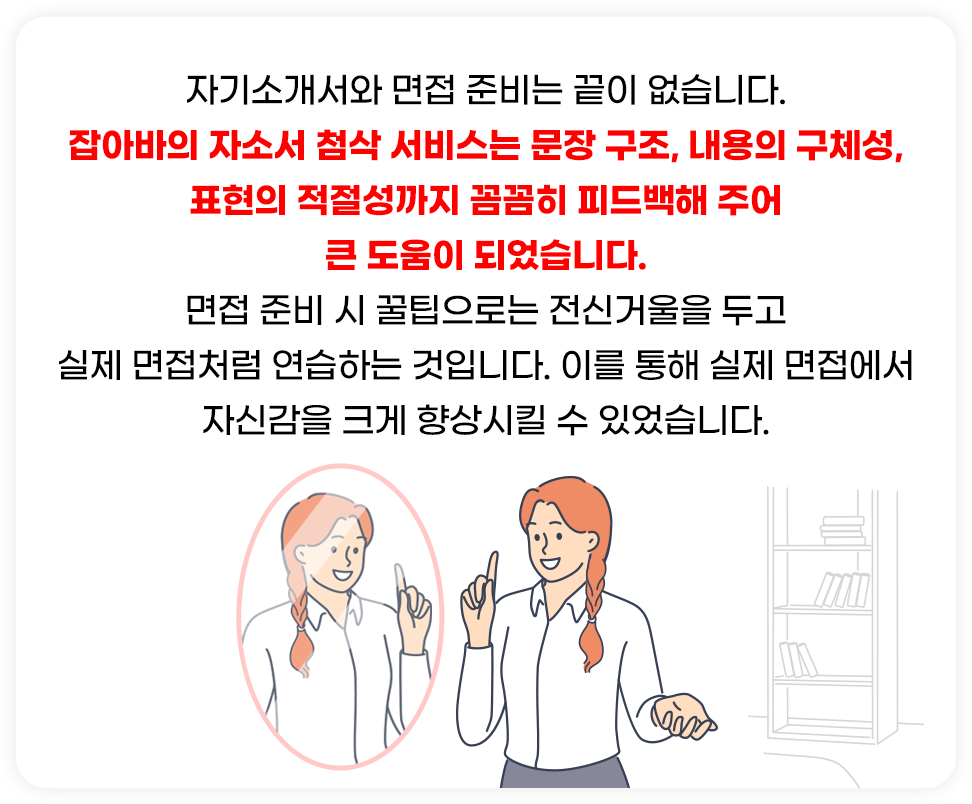 자기소개서와 면접 준비는 끝이 없습니다.
잡아바의 자소서 첨삭 서비스는 문장 구조, 내용의 구체성,
표현의 적절성까지 꼼꼼히 피드백해 주어
큰 도움이 되었습니다.
면접 준비 시 꿀팁으로는 전신거울을 두고
실제 면접처럼 연습하는 것입니다. 이를 통해 실제 면접에서
자신감을 크게 향상시킬 수 있었습니다.